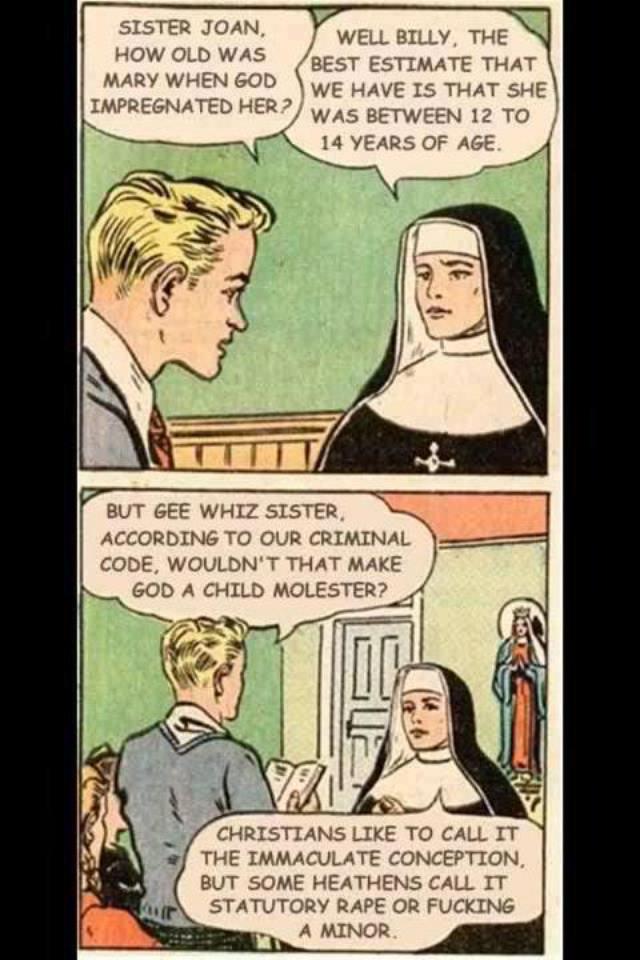 SISTER JOAN,
HOW OLD WAS
MARY WHEN GOD
IMPREGNATED HER?
WELL BILLY, THE
BEST ESTIMATE THAT
WE HAVE IS THAT SHE
WAS BETWEEN 12 TO
14 YEARS OF AGE.
BUT GEE WHIZ SISTER,
ACCORDING TO OUR CRIMINAL
CODE, WOULDN'T THAT MAKE
GOD A CHILD MOLESTER?
CHRISTIANS LIKE TO CALL IT
THE IMMACULATE CONCEPTION,
BUT SOME HEATHENS CALL IT
STATUTORY RAPE OR FUCKING
A MINOR.